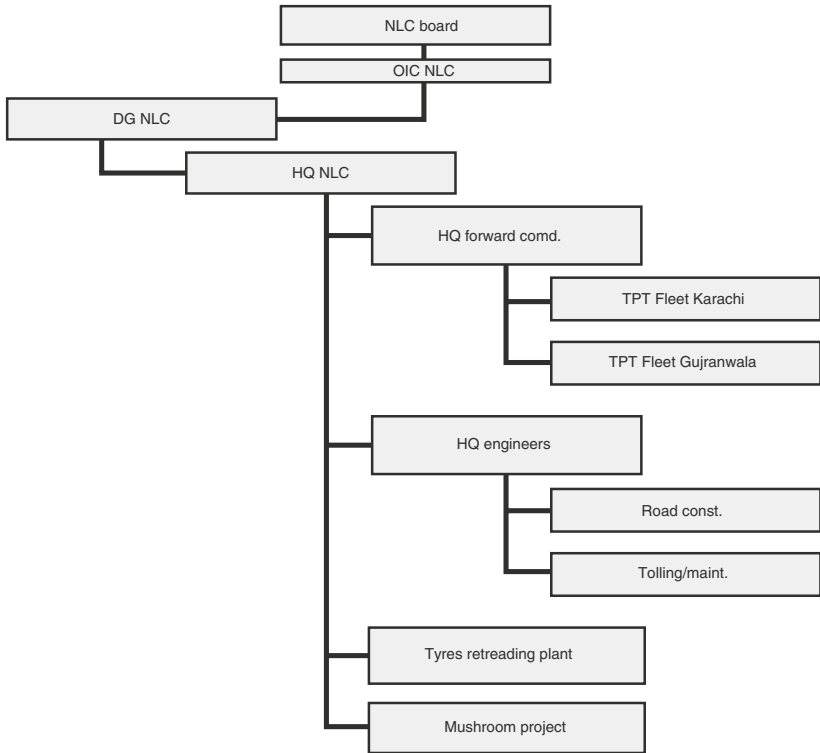 NLC board
OIC NLC
DG NLC
HQ NLC
HQ forward comd.
TPT Fleet Karachi
TPT Fleet Gujranwala
HQ engineers
Road const.
Tolling/maint.
Tyres retreading plant
Mushroom project